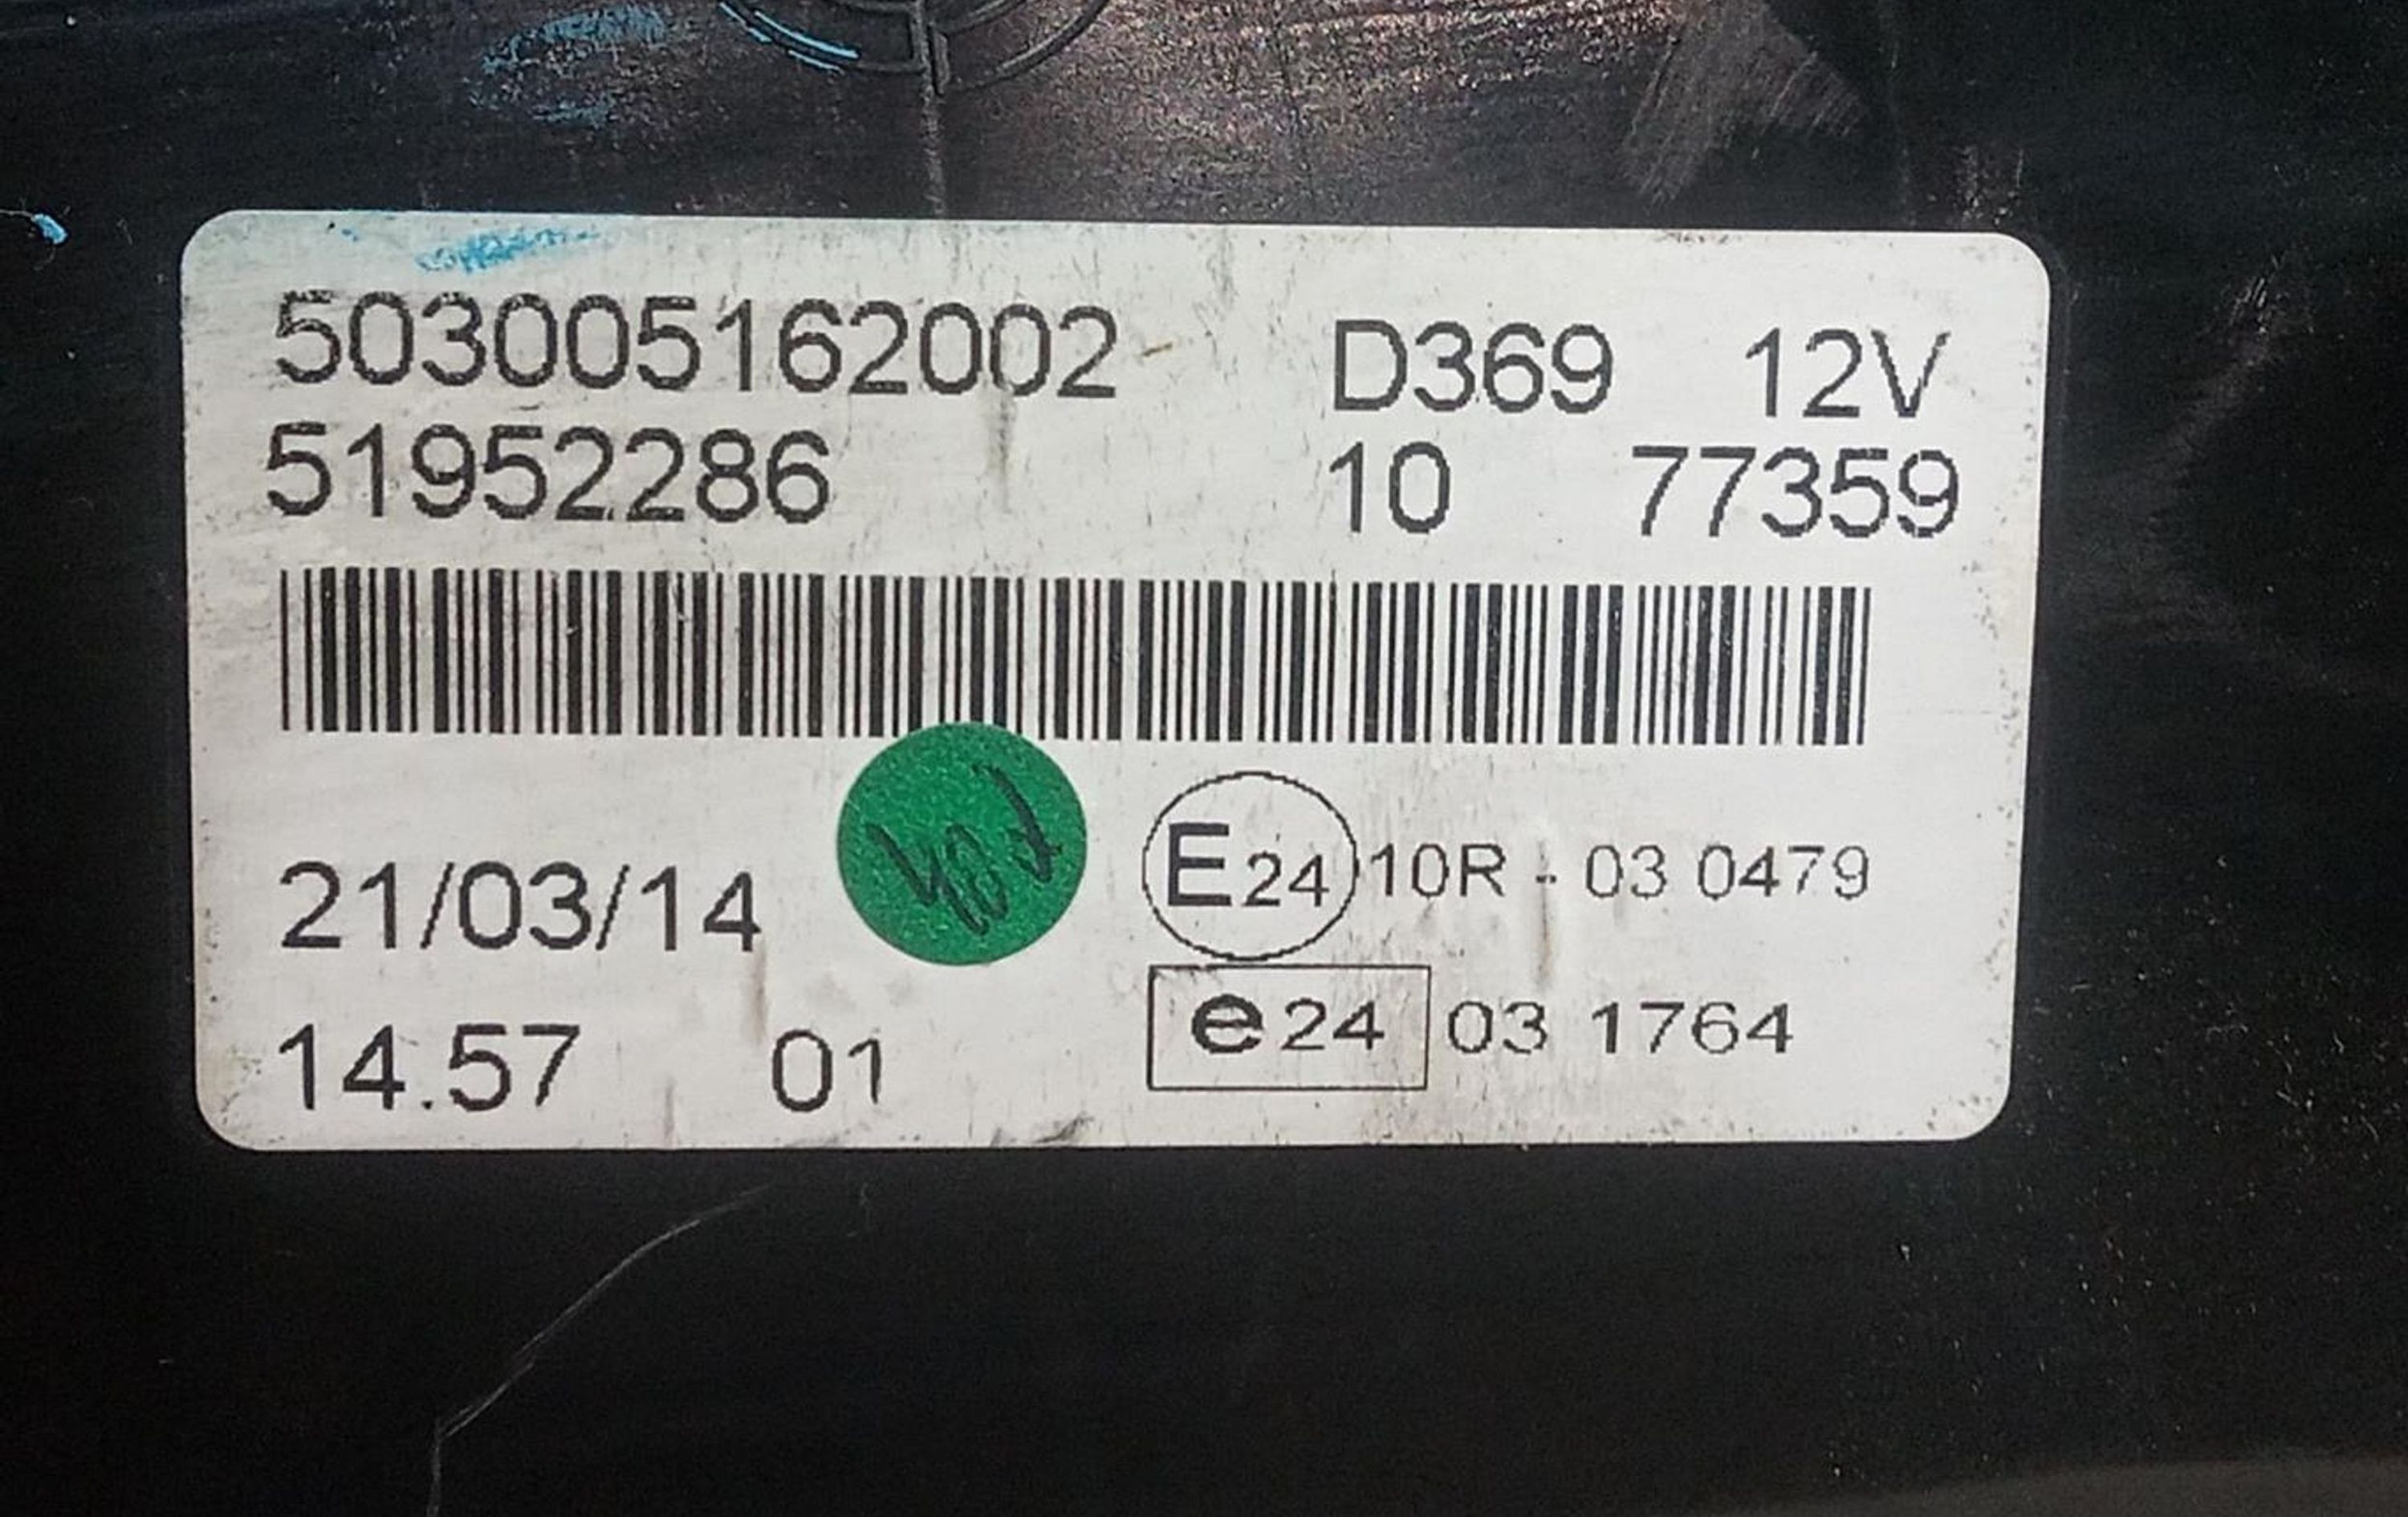 503005162002 D369 12V
51952286 10 77359
21/03/14 E24 10R - 03 0479
14.57 01 e24 03 1764